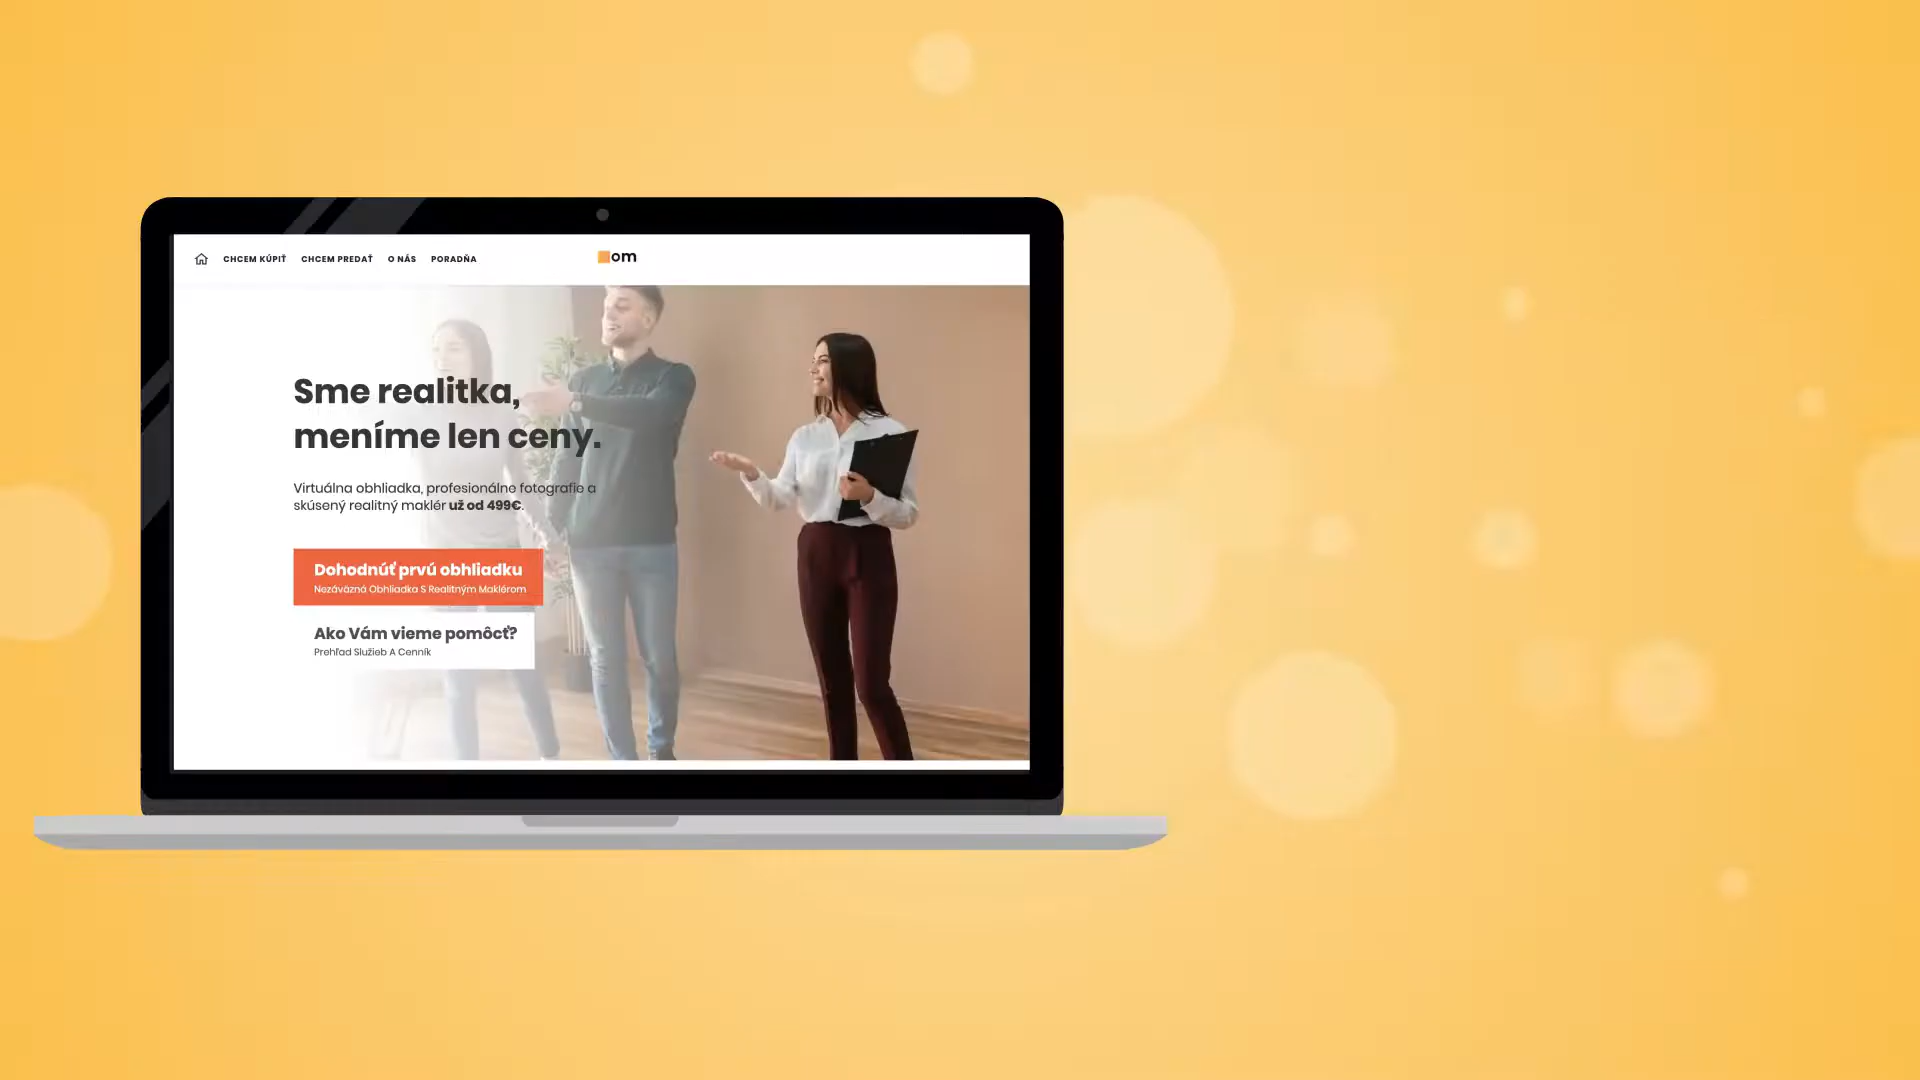 CHCEM KÚPIŤ CHCEM PREDAŤ O NÁS PORADŇA
om
Sme realitka,
meníme len ceny.
Virtuálna obhliadka, profesionálne fotografie a
skúsený realitný maklér už od 499€.
Dohodnúť prvú obhliadku
Nezáväzná Obhliadka S Realitným Maklérom
Ako Vám vieme pomôcť?
Prehľad Služieb A Cenník